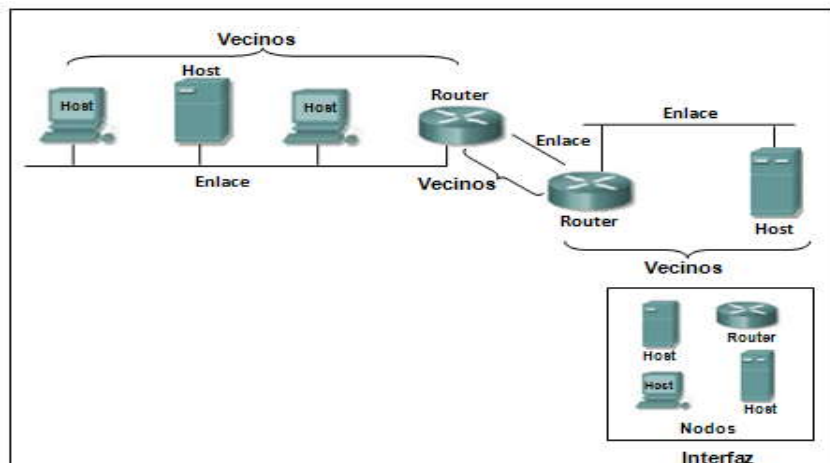 Vecinos
Host
Host
Host
Router
Enlace
Enlace
Enlace
Vecinos
Router
Host
Vecinos
Host
Router
Host
Host
Nodos
Interfaz